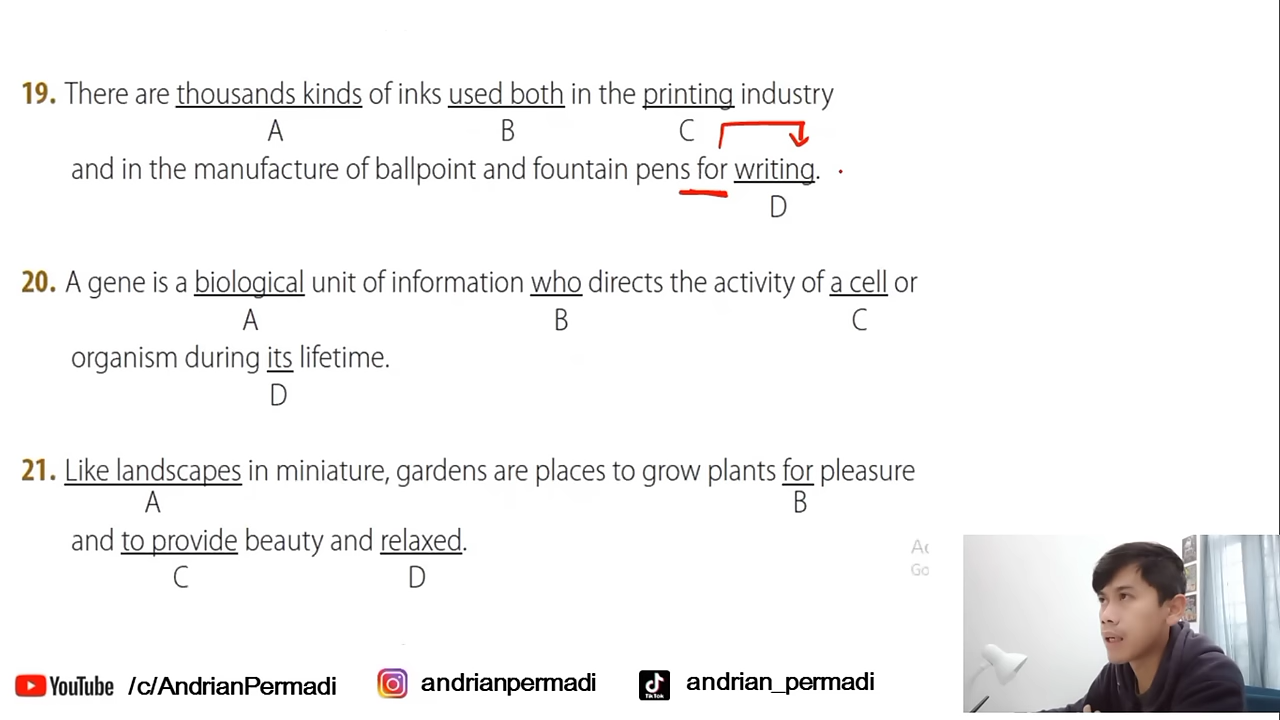 19. There are thousands kinds of inks used both in the printing industry
A B C
and in the manufacture of ballpoint and fountain pens for writing.
D
20. A gene is a biological unit of information who directs the activity of a cell or
A B C
organism during its lifetime.
D
21. Like landscapes in miniature, gardens are places to grow plants for pleasure
A B
and to provide beauty and relaxed.
C D
Ac
Go
YouTube /c/AndrianPermadi andrianpermadi TikTok andrian_permadi